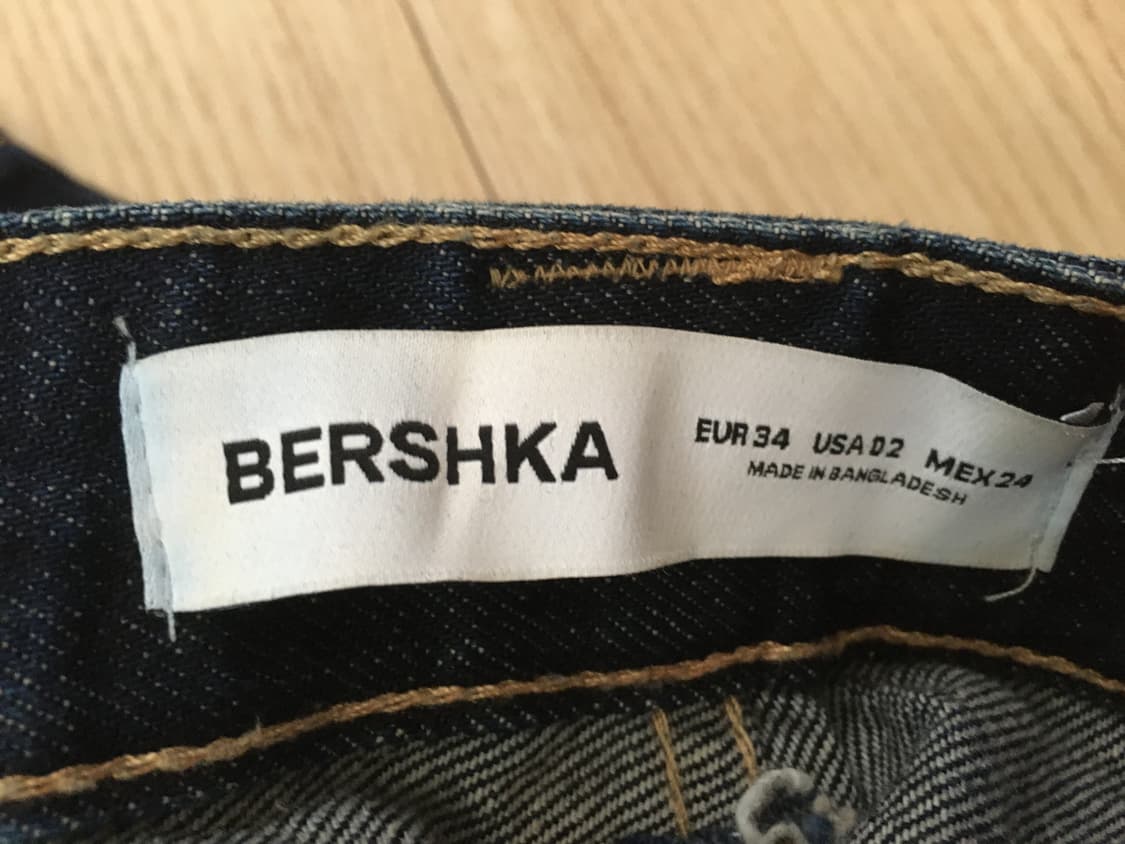 BERSHKA
EUR 34 USA 02 MEX 24
MADE IN BANGLADESH